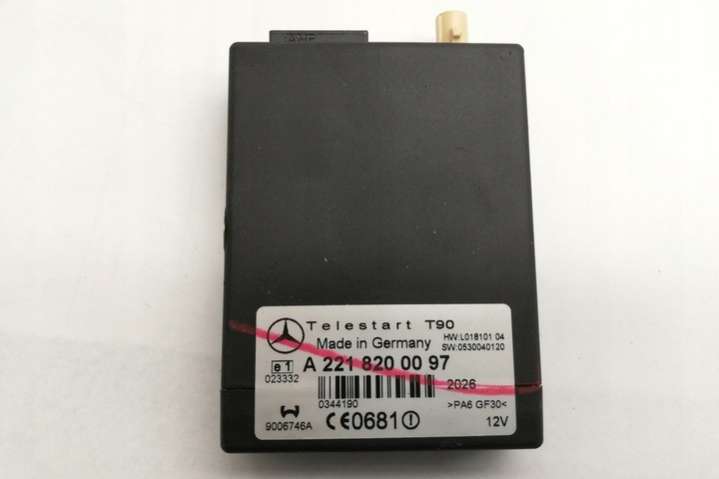 AMP
Telestart T90
HW:L018101 04
Made in Germany
SW:0530040120
e1
A 221 820 00 97
023332
2026
0344190
>PA6 GF30<
9006746A
CE0681
12V